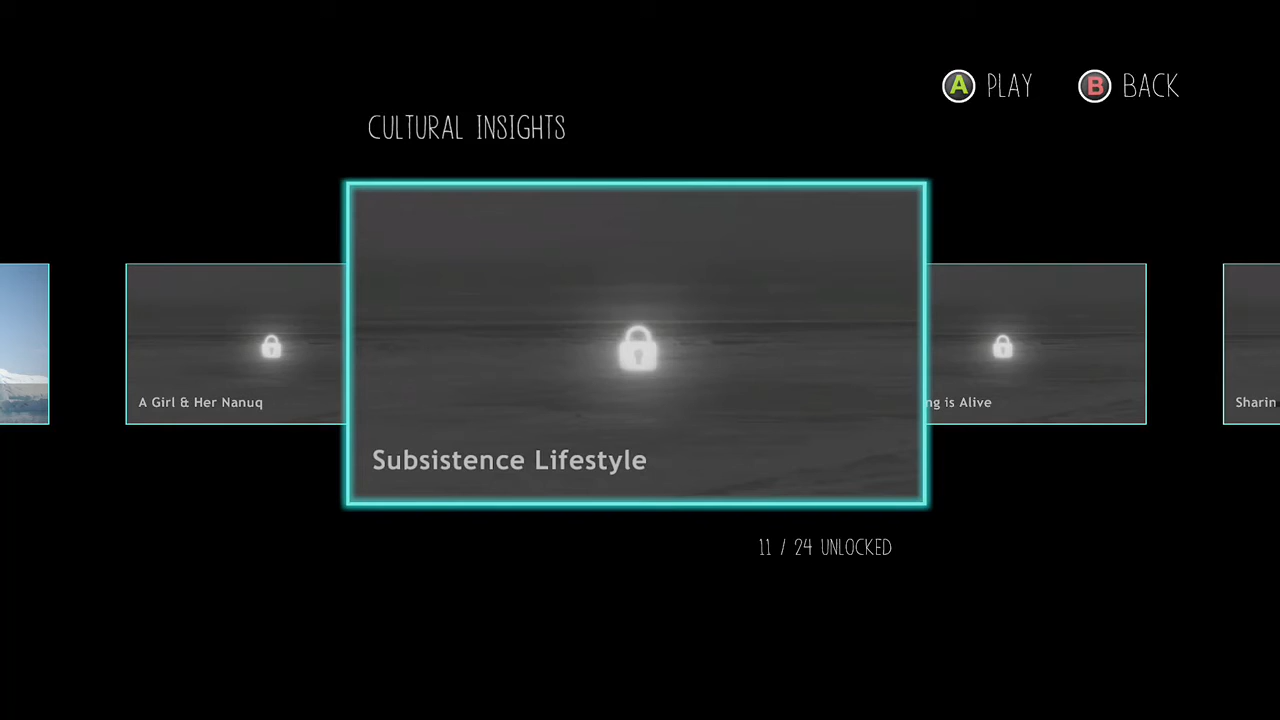 A PLAY B BACK
CULTURAL INSIGHTS
A Girl & Her Nanuq
ng is Alive
Sharin
Subsistence Lifestyle
11 / 24 UNLOCKED